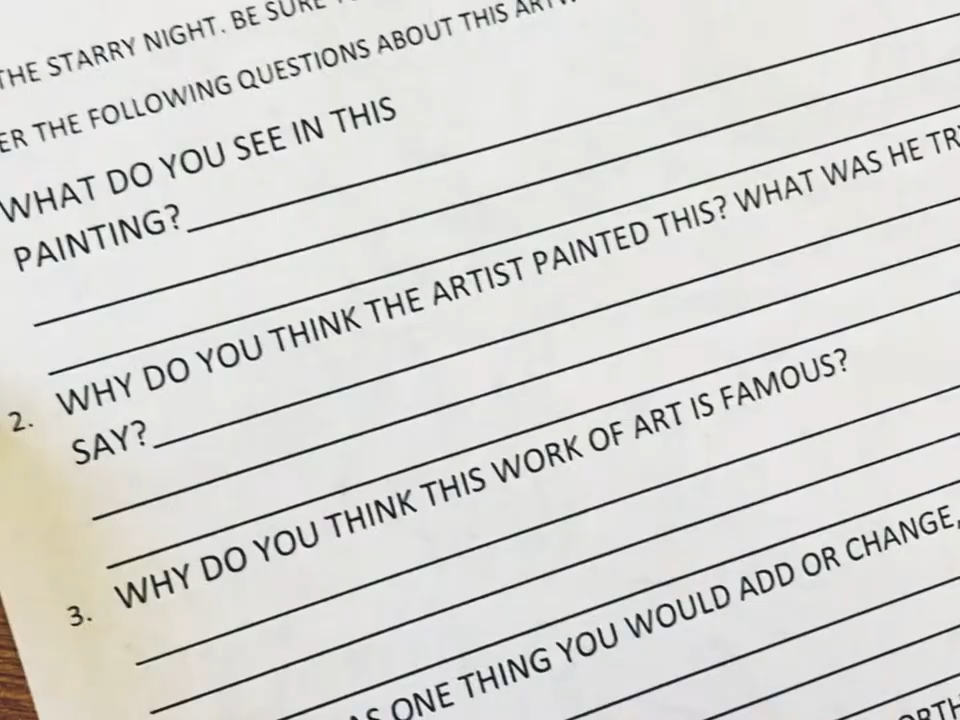 THE STARRY NIGHT. BE SURE
THE FOLLOWING QUESTIONS ABOUT THIS
WHAT DO YOU SEE IN THIS
PAINTING?
2. WHY DO YOU THINK THE ARTIST PAINTED THIS? WHAT WAS HE
SAY?
3. WHY DO YOU THINK THIS WORK OF ART IS FAMOUS?
ONE THING YOU WOULD ADD OR CHANGE,